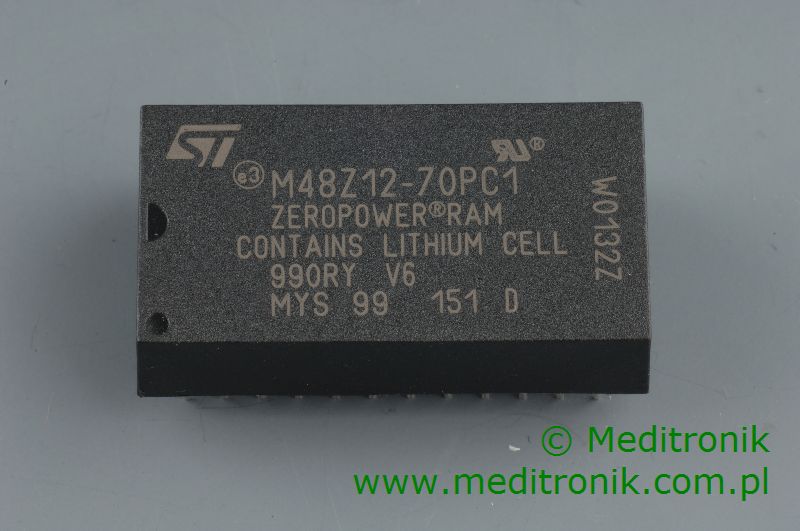 ST
e3 M48Z12-70PC1
RU®
ZEROPOWER®RAM
CONTAINS LITHIUM CELL
990RY V6
MYS 99 151 D
W0132Z
© Meditronik
www.meditronik.com.pl